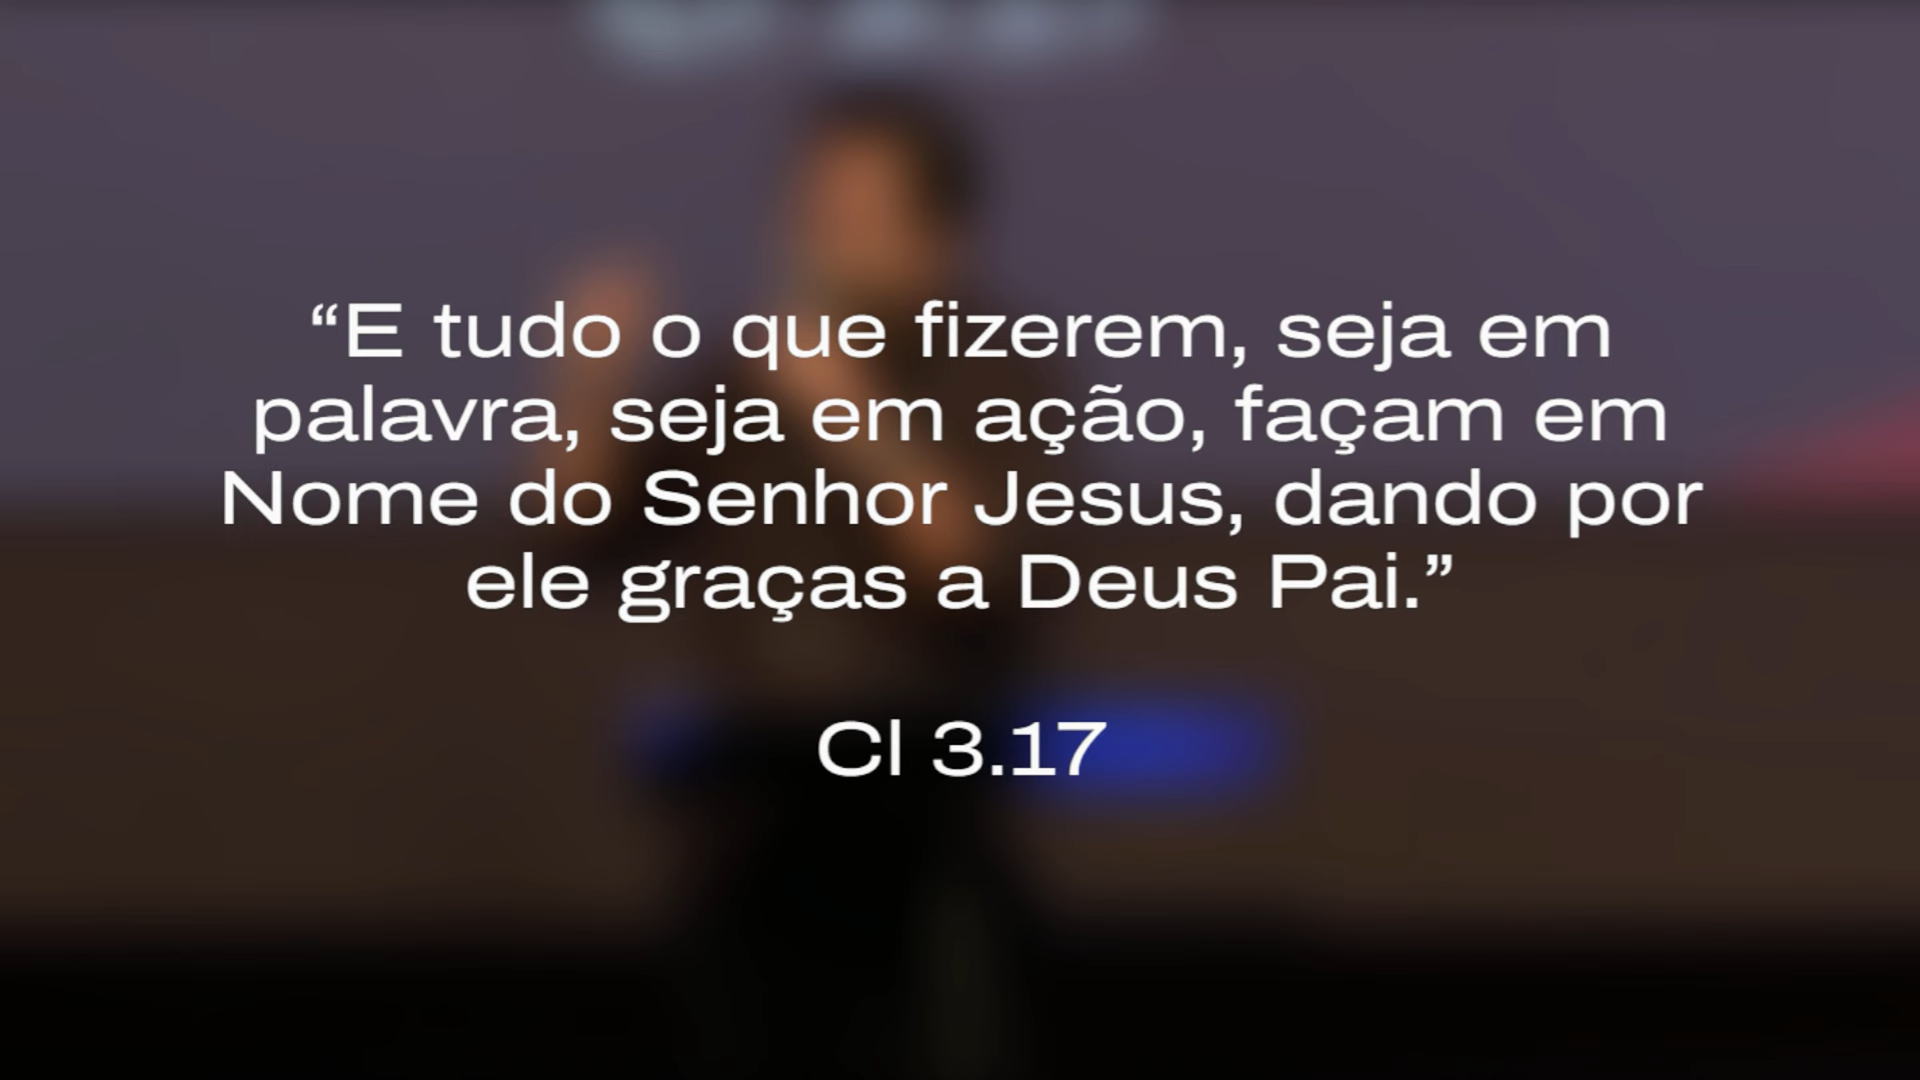 “E tudo o que fizerem, seja em
palavra, seja em ação, façam em
Nome do Senhor Jesus, dando por
ele graças a Deus Pai.”
Cl 3.17